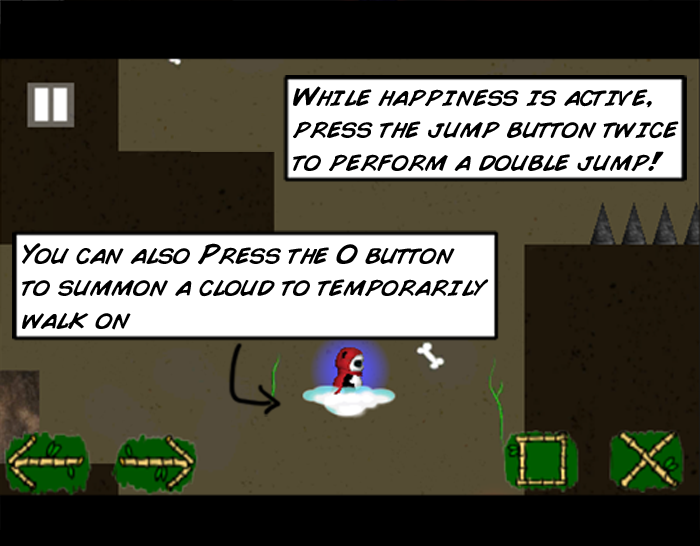 While happiness is active,
press the jump button twice
to perform a double jump!
You can also Press the O button
to summon a cloud to temporarily
walk on